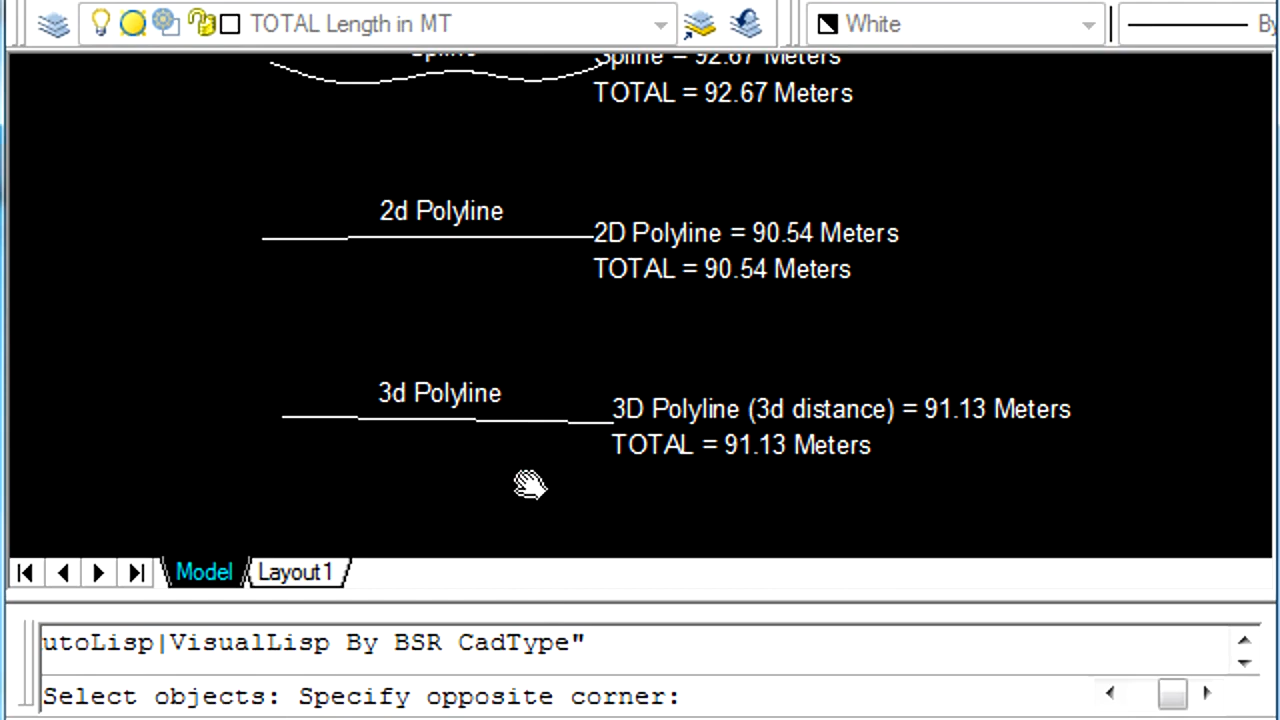 TOTAL Length in MT
White
By
Spline
Spline = 92.67 Meters
TOTAL = 92.67 Meters
2d Polyline
2D Polyline = 90.54 Meters
TOTAL = 90.54 Meters
3d Polyline
3D Polyline (3d distance) = 91.13 Meters
TOTAL = 91.13 Meters
Model
Layout1
utoLisp|VisualLisp By BSR CadType"
Select objects: Specify opposite corner: